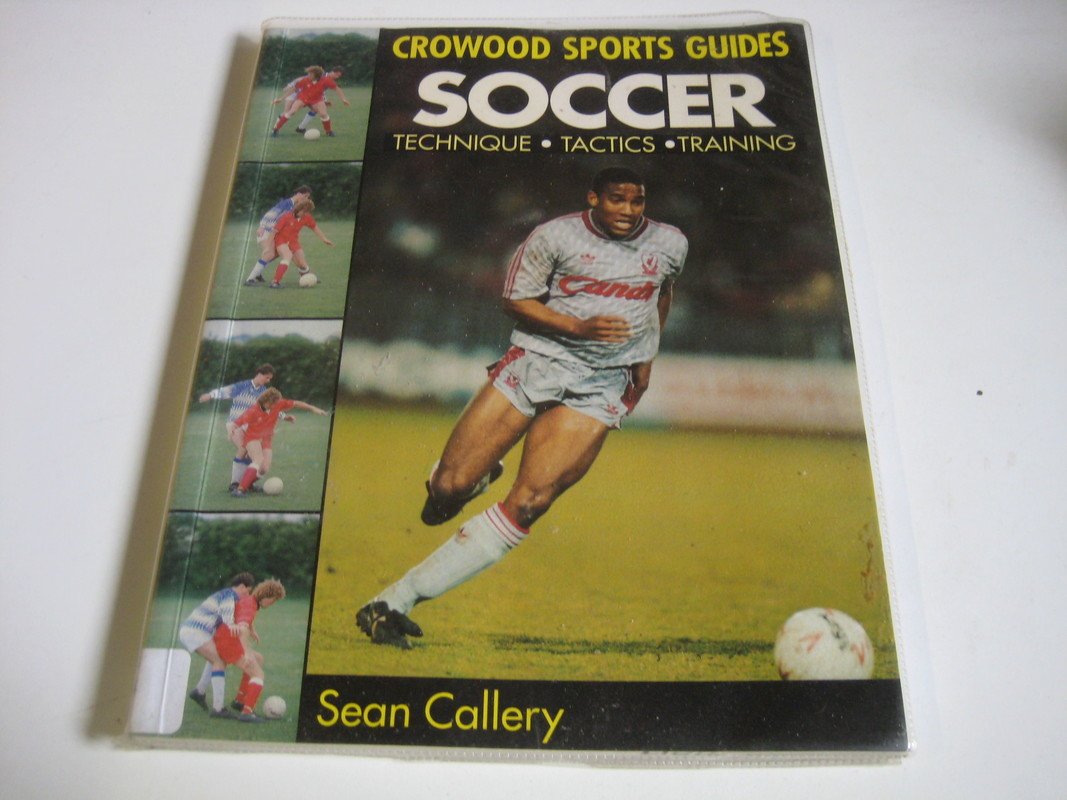 CROWOOD SPORTS GUIDES
SOCCER
TECHNIQUE • TACTICS • TRAINING
Candy
Sean Callery